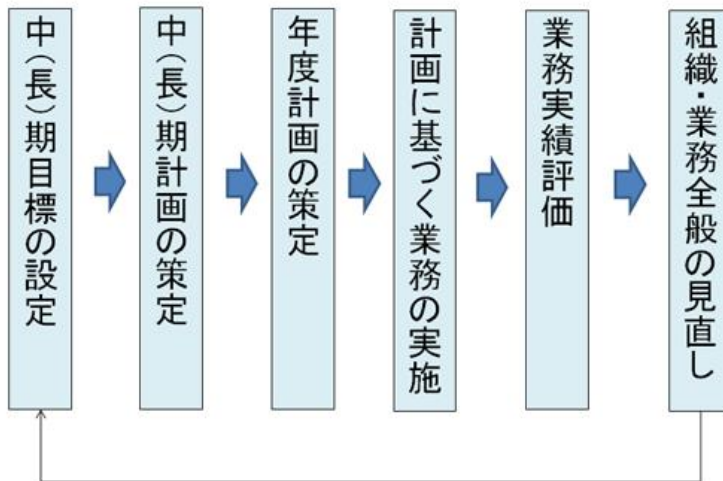 中（長）期目標の設定
中（長）期計画の策定
年度計画の策定
計画に基づく業務の実施
業務実績評価
組織・業務全般の見直し